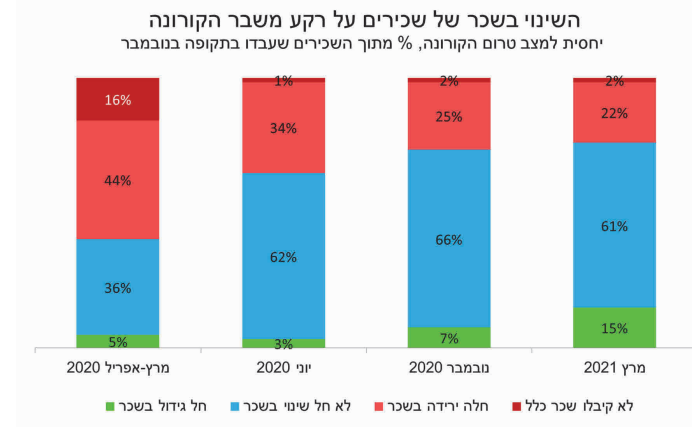 השינוי בשכר של שכירים על רקע משבר הקורונה
יחסית למצב טרום הקורונה, % מתוך השכירים שעבדו בתקופה בנובמבר
16% 1% 2% 2%
44% 34% 25% 22%
36% 62% 66% 61%
5% 3% 7% 15%
מרץ-אפריל 2020 יוני 2020 נובמבר 2020 מרץ 2021
חל גידול בשכר לא חל שינוי בשכר חלה ירידה בשכר לא קיבלו שכר כלל